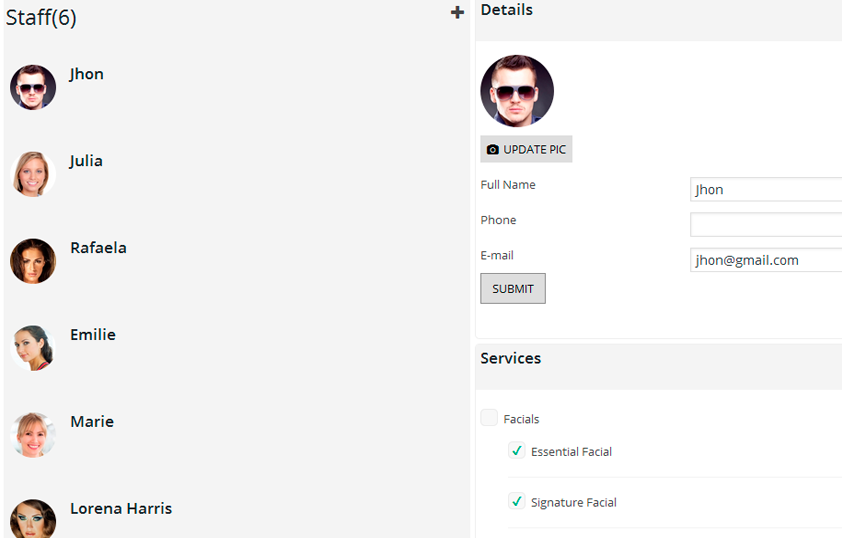 Staff(6)
Jhon
Julia
Rafaela
Emilie
Marie
Lorena Harris
Details
UPDATE PIC
Full Name
Jhon
Phone
E-mail
jhon@gmail.com
SUBMIT
Services
Facials
Essential Facial
Signature Facial